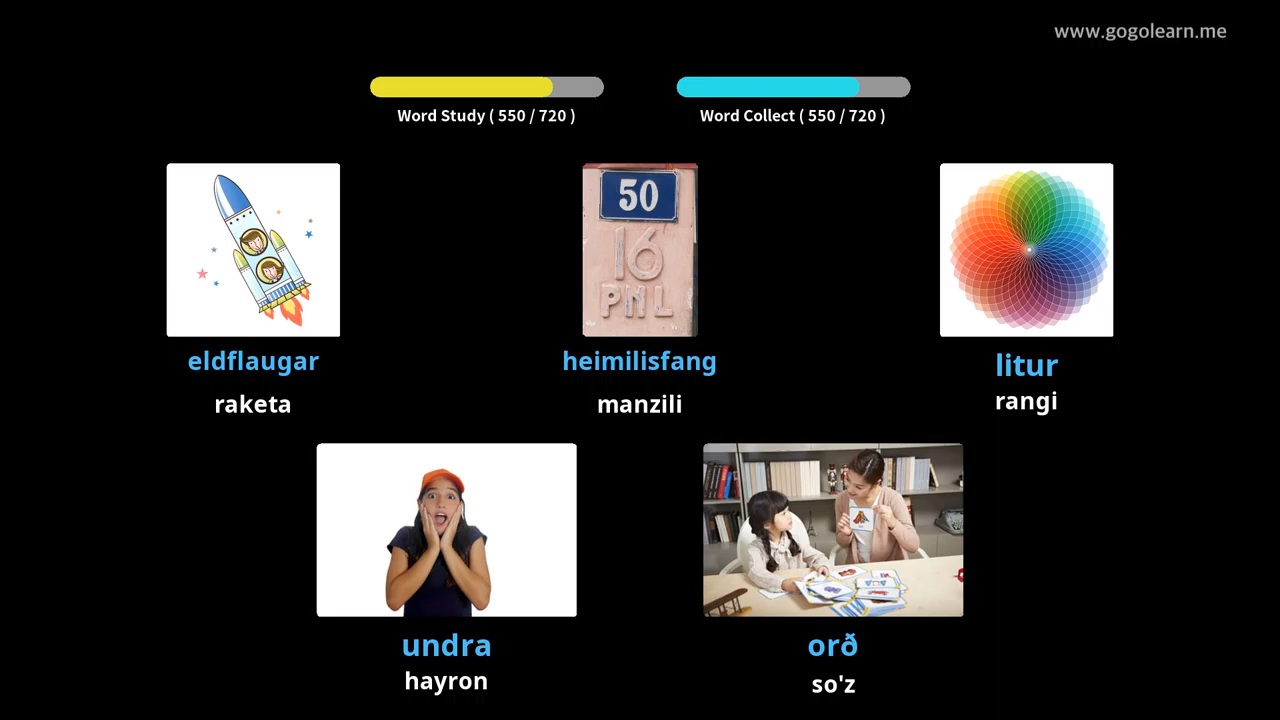 www.gogolearn.me
Word Study ( 550 / 720 )
Word Collect ( 550 / 720 )
50
16
PNL
eldflaugar
raketa
heimilisfang
manzili
litur
rangi
undra
hayron
orð
so'z